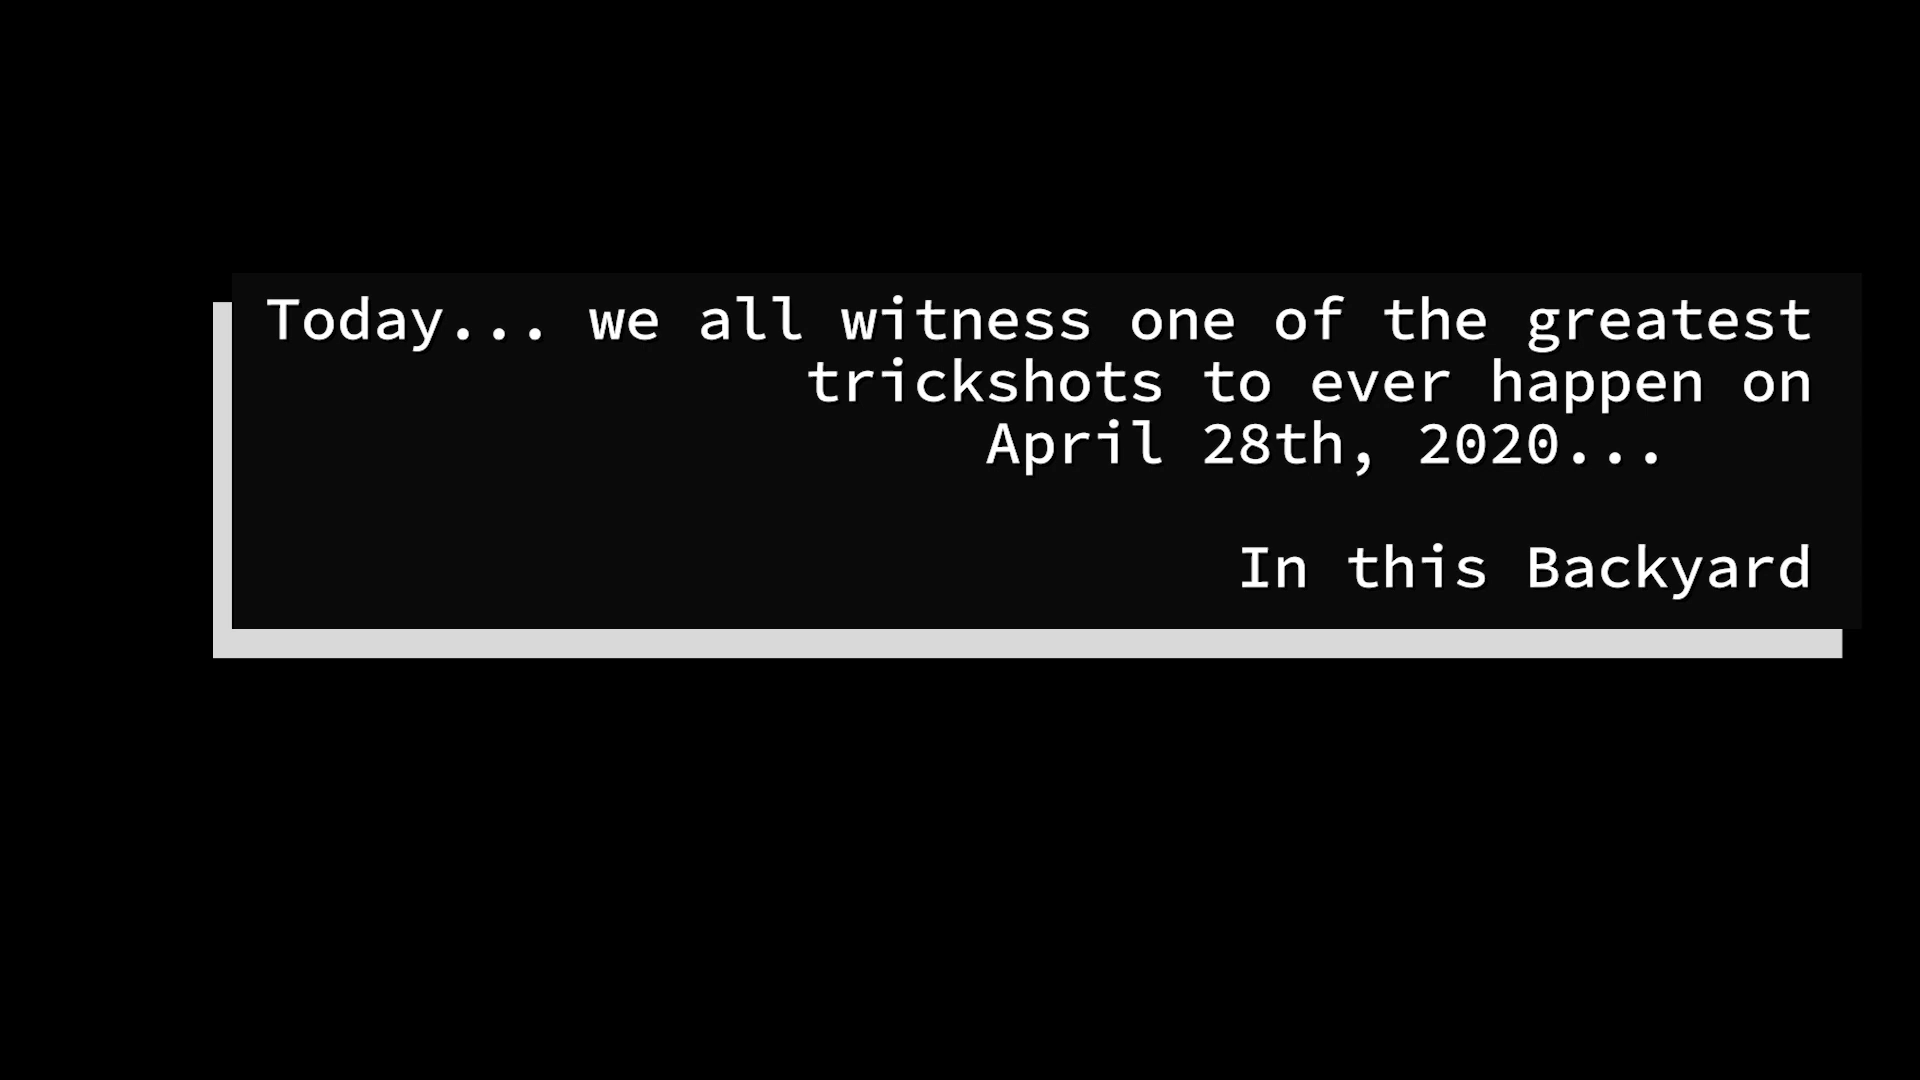 Today... we all witness one of the greatest
trickshots to ever happen on
April 28th, 2020...
In this Backyard